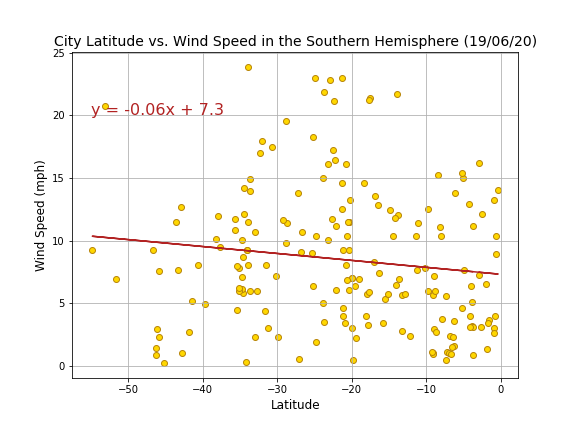 City Latitude vs. Wind Speed in the Southern Hemisphere (19/06/20)
25
20
15
10
5
0
y = -0.06x + 7.3
Wind Speed (mph)
−50 −40 −30 −20 −10 0
Latitude